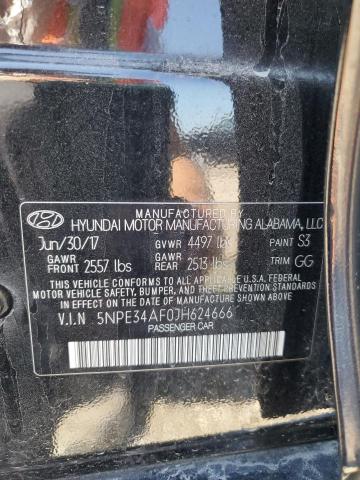 MANUFACTURED BY
HYUNDAI MOTOR MANUFACTURING ALABAMA, LLC
Jun/30/17 GVWR 4497 lbs PAINT S3
GAWR FRONT 2557 lbs GAWR REAR 2513 lbs TRIM GG
THIS VEHICLE CONFORMS TO ALL APPLICABLE U.S.A. FEDERAL
MOTOR VEHICLE SAFETY, BUMPER, AND THEFT PREVENTION STANDARDS
IN EFFECT ON THE DATE OF MANUFACTURE SHOWN ABOVE.
V.I.N 5NPE34AF0JH624666
PASSENGER CAR